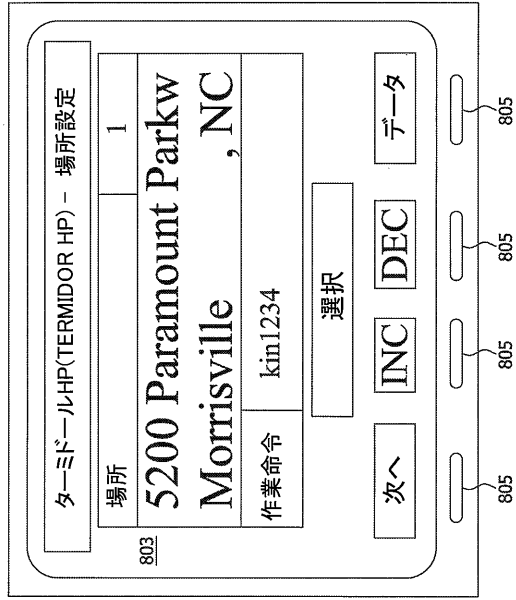 ターミドールHP(TERMIDOR HP) － 場所設定
場所 1
5200 Paramount Parkw
Morrisville , NC
作業命令 kin1234
選択
次へ INC DEC データ
803
805 805 805 805